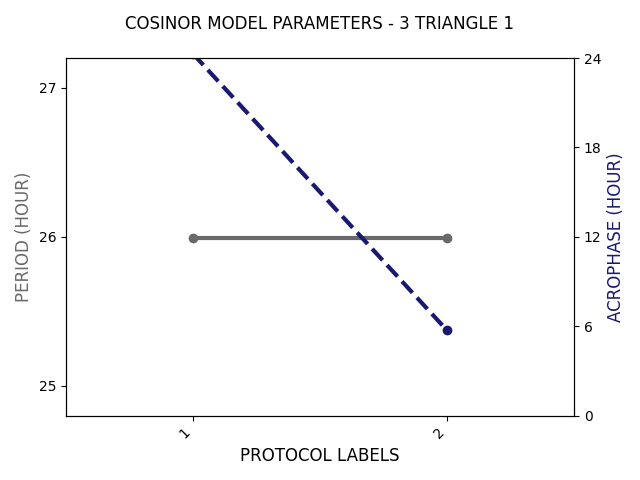 COSINOR MODEL PARAMETERS - 3 TRIANGLE 1
27
26
25
PERIOD (HOUR)
24
18
12
6
0
ACROPHASE (HOUR)
1
2
PROTOCOL LABELS